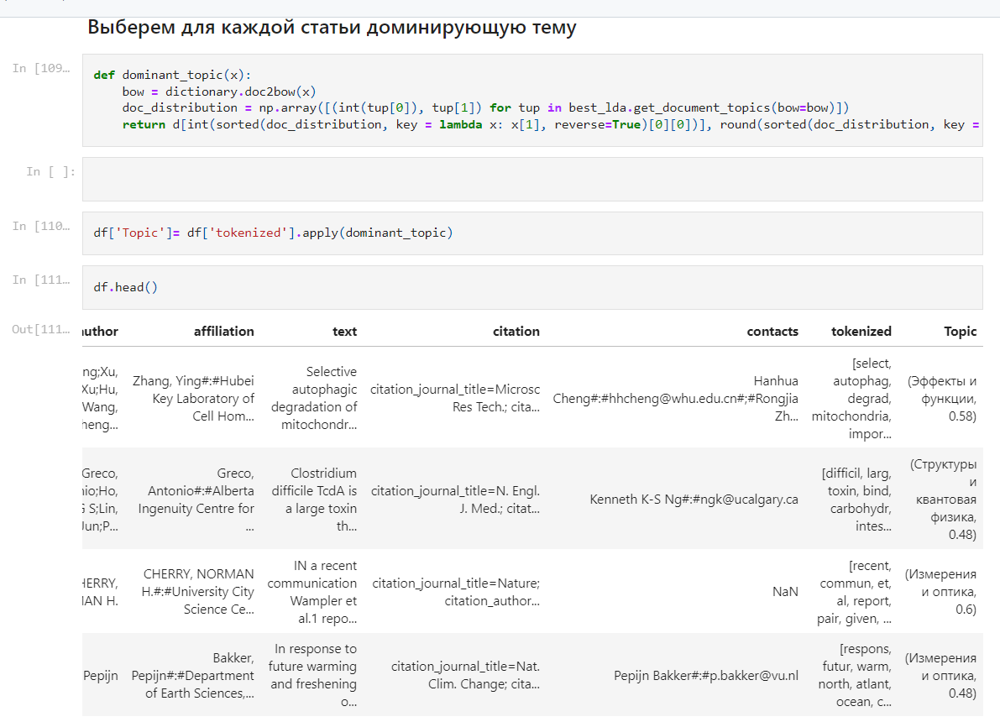 Выберем для каждой статьи доминирующую тему
In [109…
def dominant_topic(x):
    bow = dictionary.doc2bow(x)
    doc_distribution = np.array([(int(tup[0]), tup[1]) for tup in best_lda.get_document_topics(bow=bow)])
    return d[int(sorted(doc_distribution, key = lambda x: x[1], reverse=True)[0][0])], round(sorted(doc_distribution, key =
In [ ]:
In [110…
df['Topic']= df['tokenized'].apply(dominant_topic)
In [111…
df.head()
Out[111…
author affiliation text citation contacts tokenized Topic
ng;Xu,
Xu;Hu,
Wang,
heng...
Zhang, Ying#:#Hubei
Key Laboratory of
Cell Hom...
Selective
autophagic
degradation of
mitochondr...
citation_journal_title=Microsc
Res Tech.; cita...
Hanhua
Cheng#:#hhcheng@whu.edu.cn#;#Rongjia
Zh...
[select,
autophag,
degrad,
mitochondria,
impor...
(Эффекты и
функции,
0.58)
Greco,
nio;Ho,
G S;Lin,
Jun;P...
Greco,
Antonio#:#Alberta
Ingenuity Centre for
...
Clostridium
difficile TcdA is
a large toxin
th...
citation_journal_title=N. Engl.
J. Med.; citat...
Kenneth K-S Ng#:#ngk@ucalgary.ca
[difficil, larg,
toxin, bind,
carbohydr,
intes...
(Структуры
и
квантовая
физика,
0.48)
HERRY,
MAN H.
CHERRY, NORMAN
H.#:#University City
Science Ce...
IN a recent
communication
Wampler et
al.1 repo...
citation_journal_title=Nature;
citation_author...
NaN
[recent,
commun, et,
al, report,
pair, given, ...
(Измерения
и оптика,
0.6)
Pepijn
Bakker,
Pepijn#:#Department
of Earth Sciences,...
In response to
future warming
and freshening
o...
citation_journal_title=Nat.
Clim. Change; cita...
Pepijn Bakker#:#p.bakker@vu.nl
[respons,
futur, warm,
north, atlant,
ocean, c...
(Измерения
и оптика,
0.48)